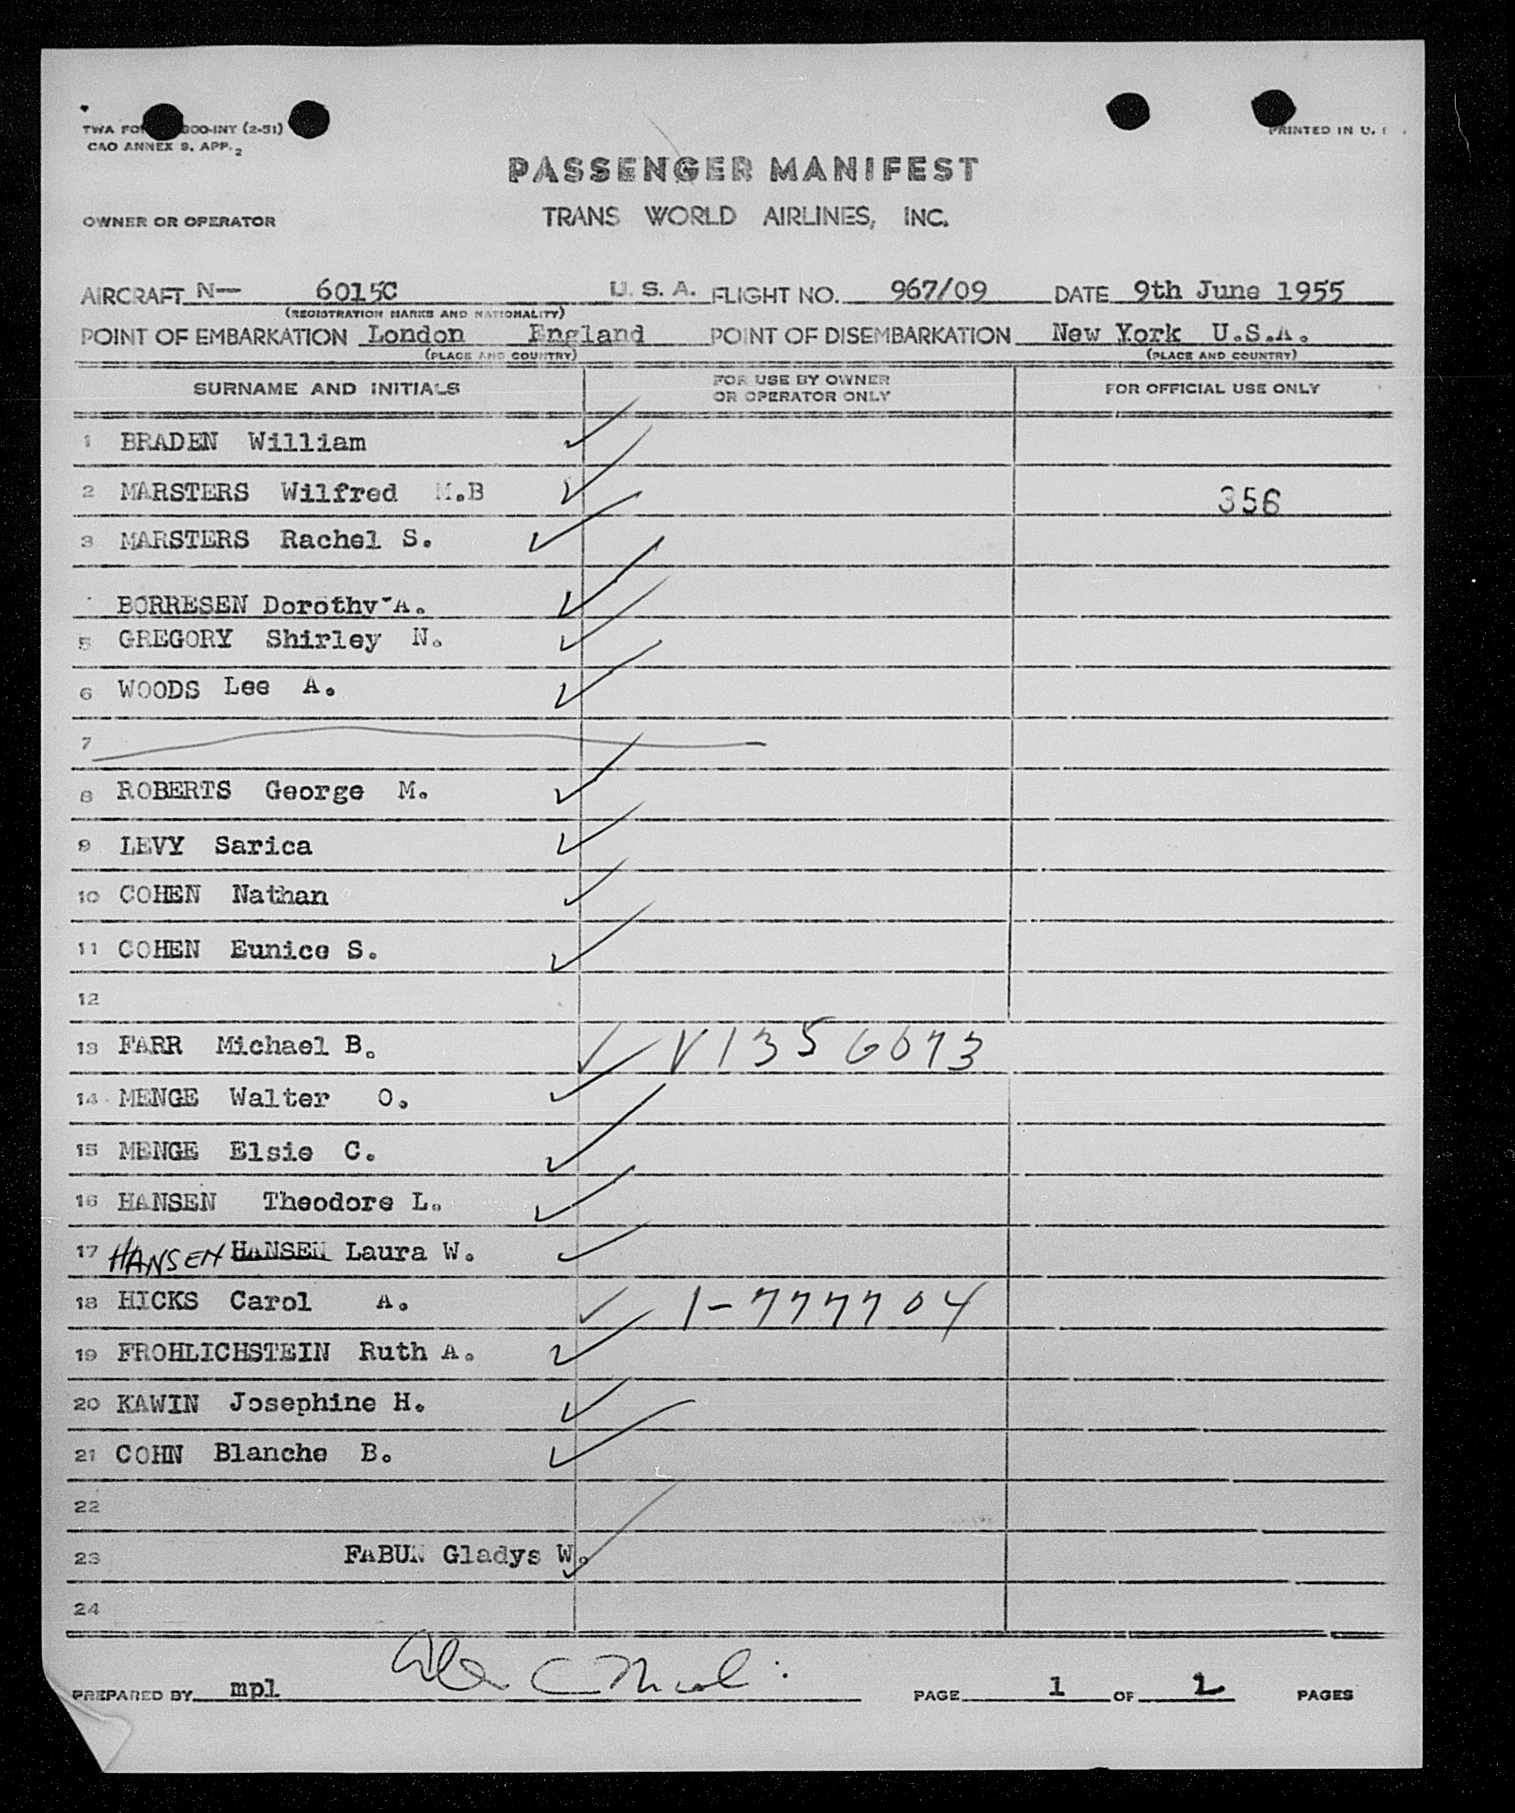 TWA FO 300-INT (2-51)
CAO ANNEX 9. APP. 2
PRINTED IN U.
PASSENGER MANIFEST
OWNER OR OPERATOR TRANS WORLD AIRLINES, INC.
AIRCRAFT N— 6015C U.S.A. FLIGHT NO. 967/09 DATE 9th June 1955
(REGISTRATION MARKS AND NATIONALITY)
POINT OF EMBARKATION London England POINT OF DISEMBARKATION New York U.S.A.
(PLACE AND COUNTRY) (PLACE AND COUNTRY)
SURNAME AND INITIALS FOR USE BY OWNER OR OPERATOR ONLY FOR OFFICIAL USE ONLY
1 BRADEN William ✓
2 MARSTERS Wilfred M.B ✓ 356
3 MARSTERS Rachel S. ✓
BORRESEN Dorothy A. ✓
5 GREGORY Shirley N. ✓
6 WOODS Lee A. ✓
7
8 ROBERTS George M. ✓
9 LEVY Sarica ✓
10 COHEN Nathan ✓
11 COHEN Eunice S. ✓
12
13 FARR Michael B. ✓ V1356673
14 MENGE Walter O. ✓
15 MENGE Elsie C. ✓
16 HANSEN Theodore L. ✓
17 HANSEN HANSEN Laura W. ✓
18 HICKS Carol A. ✓ 1-777704
19 FROHLICHSTEIN Ruth A. ✓
20 KAWIN Josephine H. ✓
21 COHN Blanche B. ✓
22
23 FABUN Gladys W. ✓
24
PREPARED BY mpl PAGE 1 OF 2 PAGES